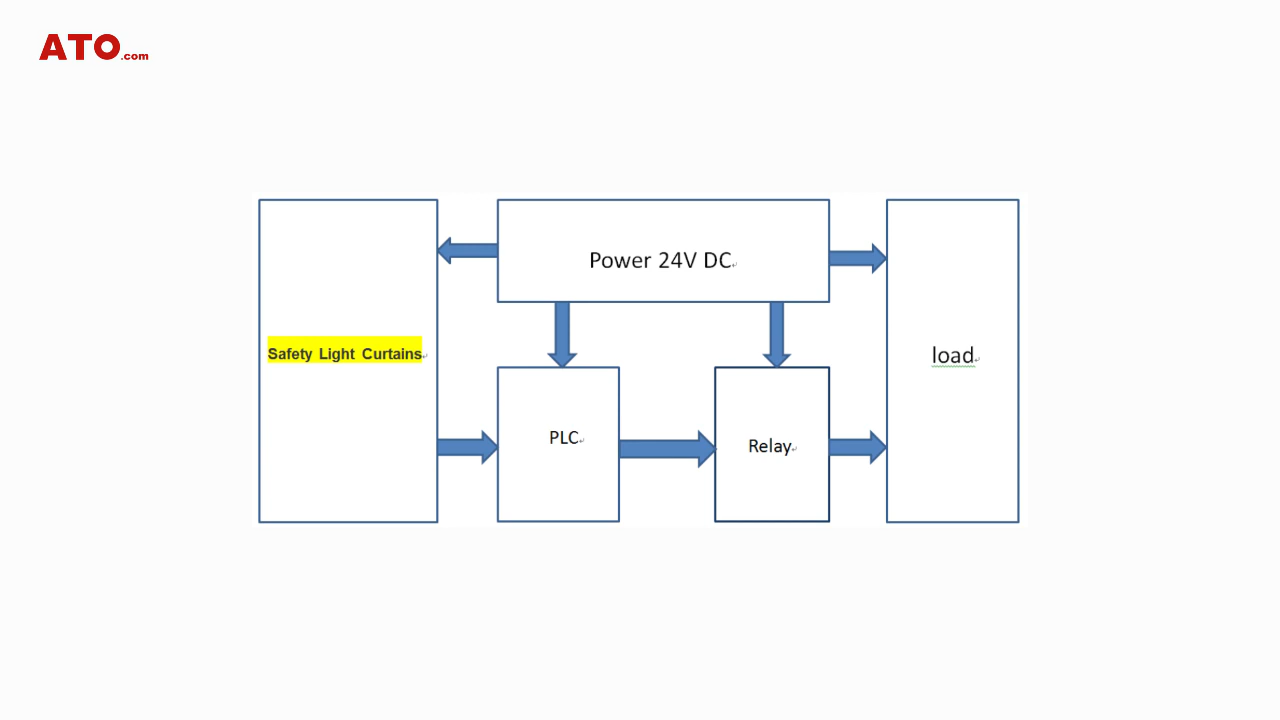 ATO.com
Power 24V DC
Safety Light Curtains
load
PLC
Relay